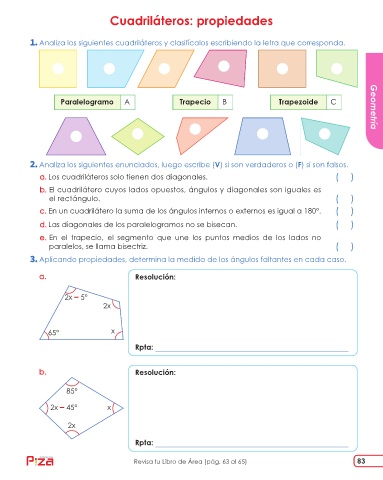 Cuadriláteros: propiedades
1. Analiza los siguientes cuadriláteros y clasifícalos escribiendo la letra que corresponda.
Paralelogramo A Trapecio B Trapezoide C
Geometría
2. Analiza los siguientes enunciados, luego escribe (V) si son verdaderos o (F) si son falsos.
a. Los cuadriláteros solo tienen dos diagonales. ( )
b. El cuadrilátero cuyos lados opuestos, ángulos y diagonales son iguales es
el rectángulo. ( )
c. En un cuadrilátero la suma de los ángulos internos o externos es igual a 180°. ( )
d. Las diagonales de los paralelogramos no se bisecan. ( )
e. En el trapecio, el segmento que une los puntos medios de los lados no
paralelos, se llama bisectriz. ( )
3. Aplicando propiedades, determina la medida de los ángulos faltantes en cada caso.
a. Resolución:
2x – 5°
2x
65° x
Rpta:
b. Resolución:
85°
2x – 45° x
2x
Rpta:
Piza Revisa tu Libro de Área (pág. 63 al 65) 83